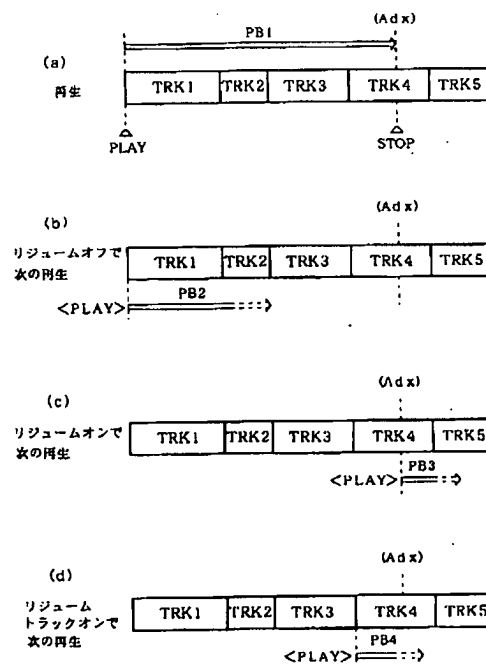 (Adx)
PB1
(a)
再生
TRK1 TRK2 TRK3 TRK4 TRK5
PLAY STOP
(b)
(Adx)
リジュームオフで
次の再生
TRK1 TRK2 TRK3 TRK4 TRK5
<PLAY> PB2
(c)
(Adx)
リジュームオンで
次の再生
TRK1 TRK2 TRK3 TRK4 TRK5
<PLAY> PB3
(d)
(Adx)
リジューム
トラックオンで
次の再生
TRK1 TRK2 TRK3 TRK4 TRK5
<PLAY> PB4